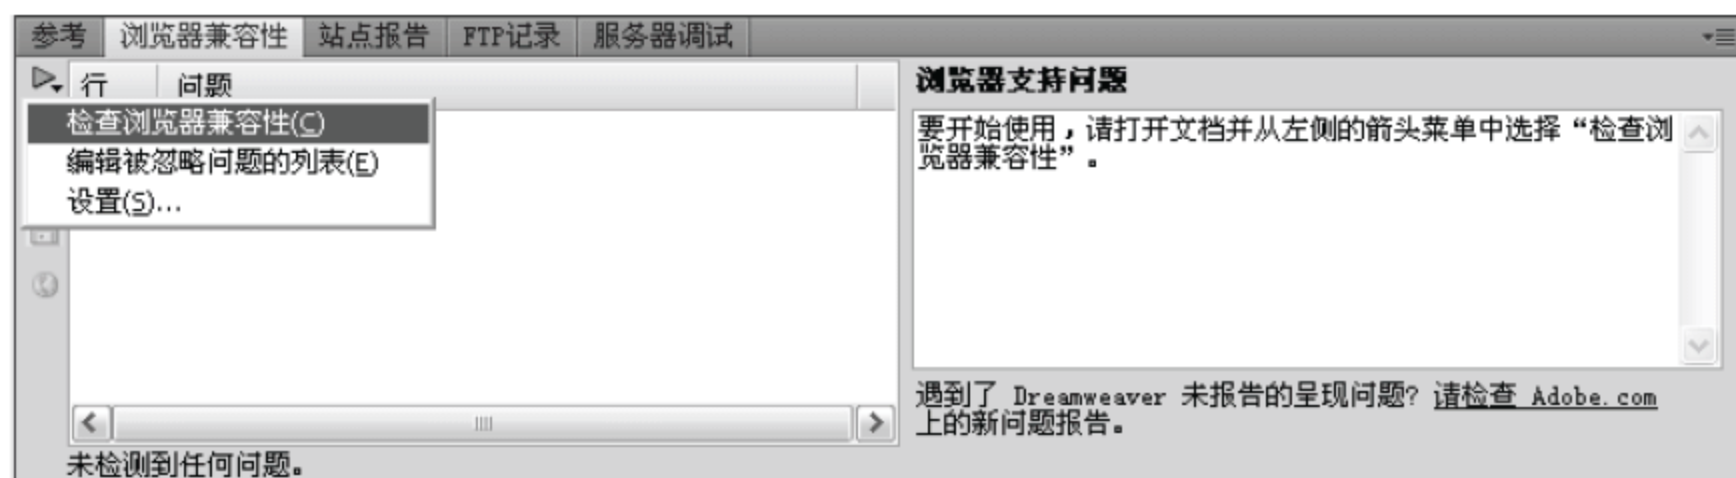 参考 浏览器兼容性 站点报告 FTP记录 服务器调试
行 问题
检查浏览器兼容性(C)
编辑被忽略问题的列表(E)
设置(S)...
未检测到任何问题。
浏览器支持问题
要开始使用，请打开文档并从左侧的箭头菜单中选择“检查浏
览器兼容性”。
遇到了 Dreamweaver 未报告的呈现问题? 请检查 Adobe.com
上的新问题报告。